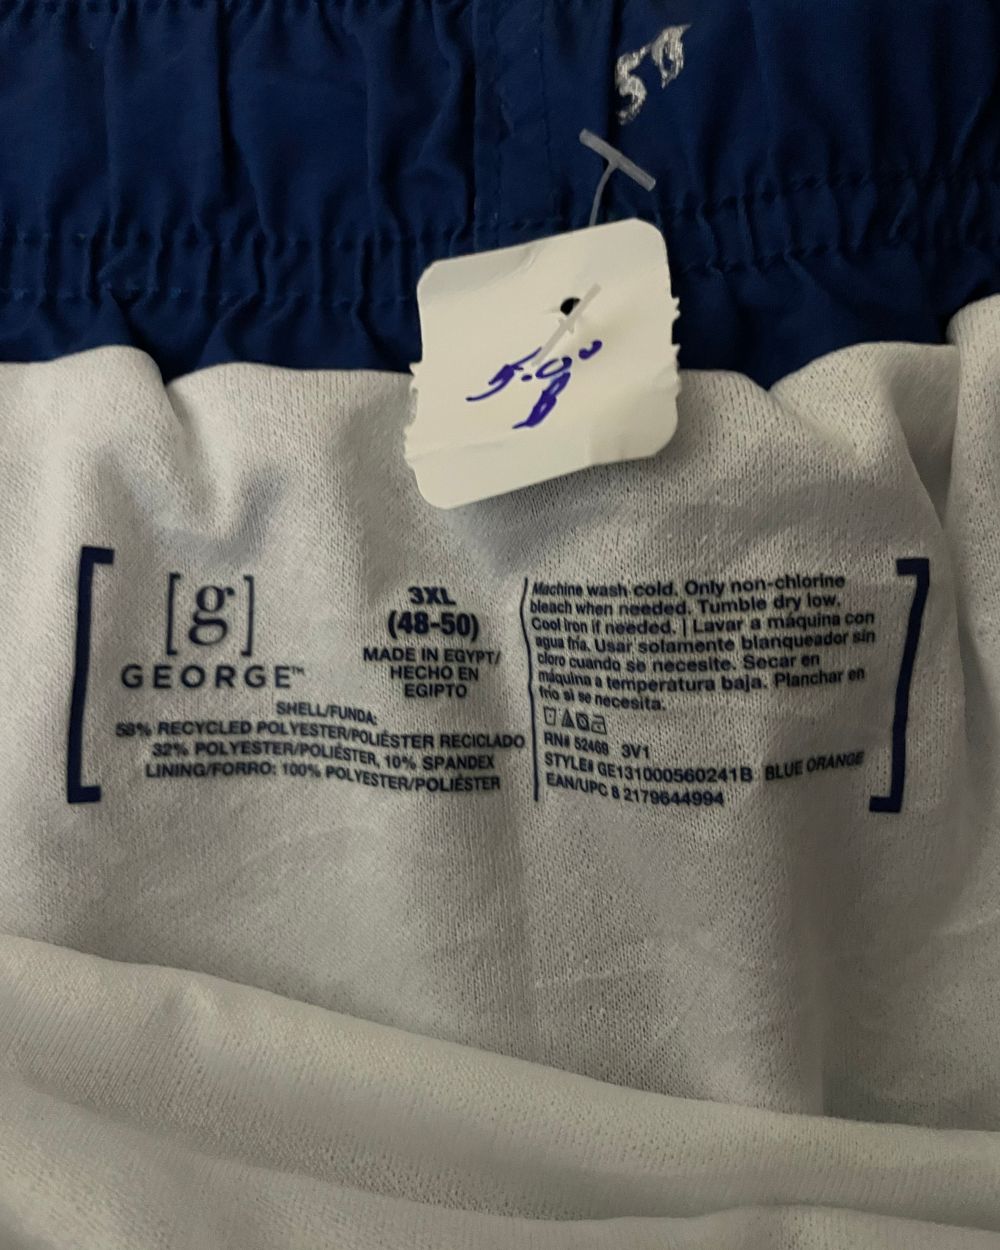 50
5.00
B
[g]
GEORGE™
3XL
(48-50)
MADE IN EGYPT/
HECHO EN
EGIPTO
SHELL/FUNDA:
58% RECYCLED POLYESTER/POLIÉSTER RECICLADO
32% POLYESTER/POLIÉSTER, 10% SPANDEX
LINING/FORRO: 100% POLYESTER/POLIÉSTER
Machine wash cold. Only non-chlorine
bleach when needed. Tumble dry low.
Cool Iron if needed. | Lavar a máquina con
agua fría. Usar solamente blanqueador sin
cloro cuando se necesite. Secar en
máquina a temperatura baja. Planchar en
frío si se necesita.
RN# 52469 3V1
STYLE# GE131000560241B BLUE ORANGE
EAN/UPC 8 2179644994